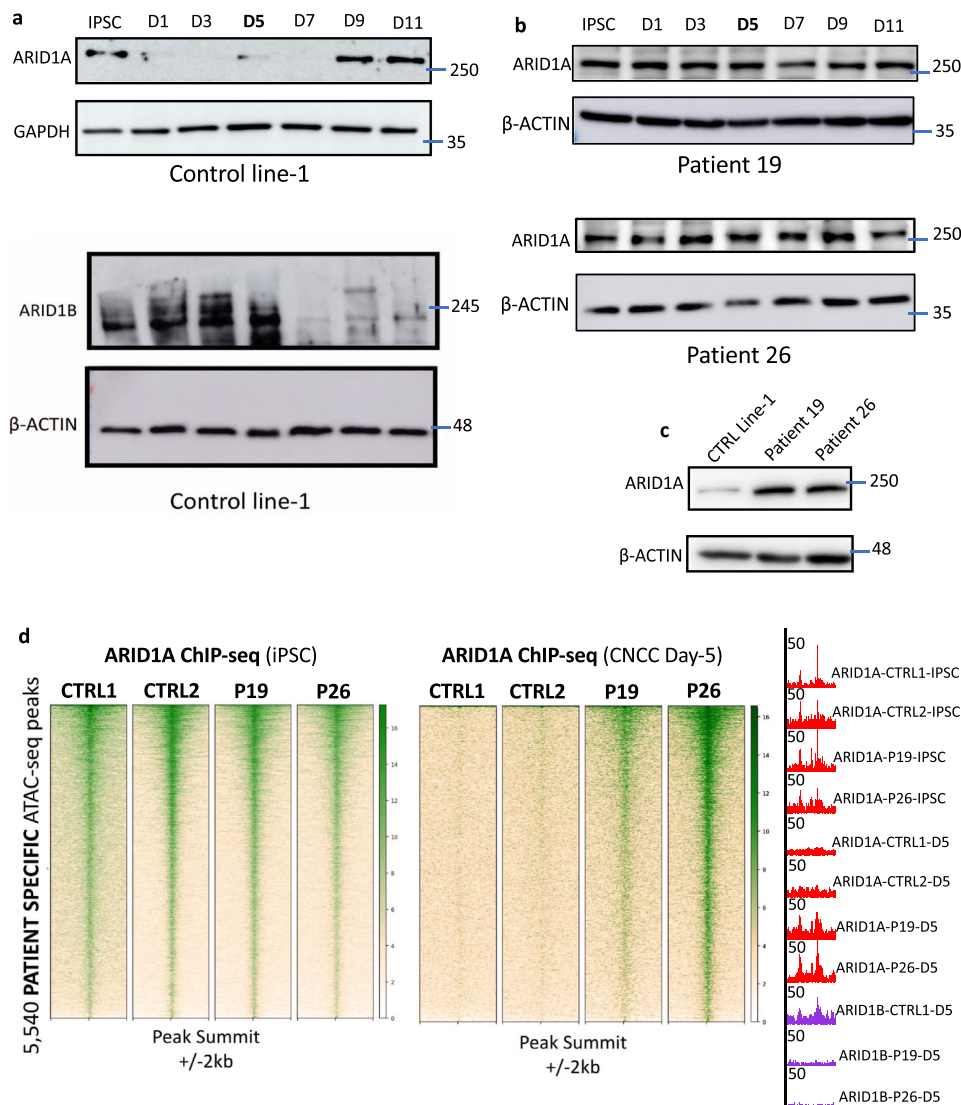 a
IPSC D1 D3 D5 D7 D9 D11
ARID1A
250
GAPDH
35
Control line-1
ARID1B
245
β-ACTIN
48
Control line-1
b
IPSC D1 D3 D5 D7 D9 D11
ARID1A
250
β-ACTIN
35
Patient 19
ARID1A
250
β-ACTIN
35
Patient 26
c
CTRL Line-1
Patient 19
Patient 26
ARID1A
250
β-ACTIN
48
d
5,540 PATIENT SPECIFIC ATAC-seq peaks
ARID1A ChIP-seq (iPSC)
CTRL1 CTRL2 P19 P26
16
14
12
10
8
6
4
2
0
Peak Summit
+/-2kb
ARID1A ChIP-seq (CNCC Day-5)
CTRL1 CTRL2 P19 P26
16
14
12
10
8
6
4
2
0
Peak Summit
+/-2kb
50
ARID1A-CTRL1-IPSC
50
ARID1A-CTRL2-IPSC
50
ARID1A-P19-IPSC
50
ARID1A-P26-IPSC
50
ARID1A-CTRL1-D5
50
ARID1A-CTRL2-D5
50
ARID1A-P19-D5
50
ARID1A-P26-D5
50
ARID1B-CTRL1-D5
50
ARID1B-P19-D5
50
ARID1B-P26-D5